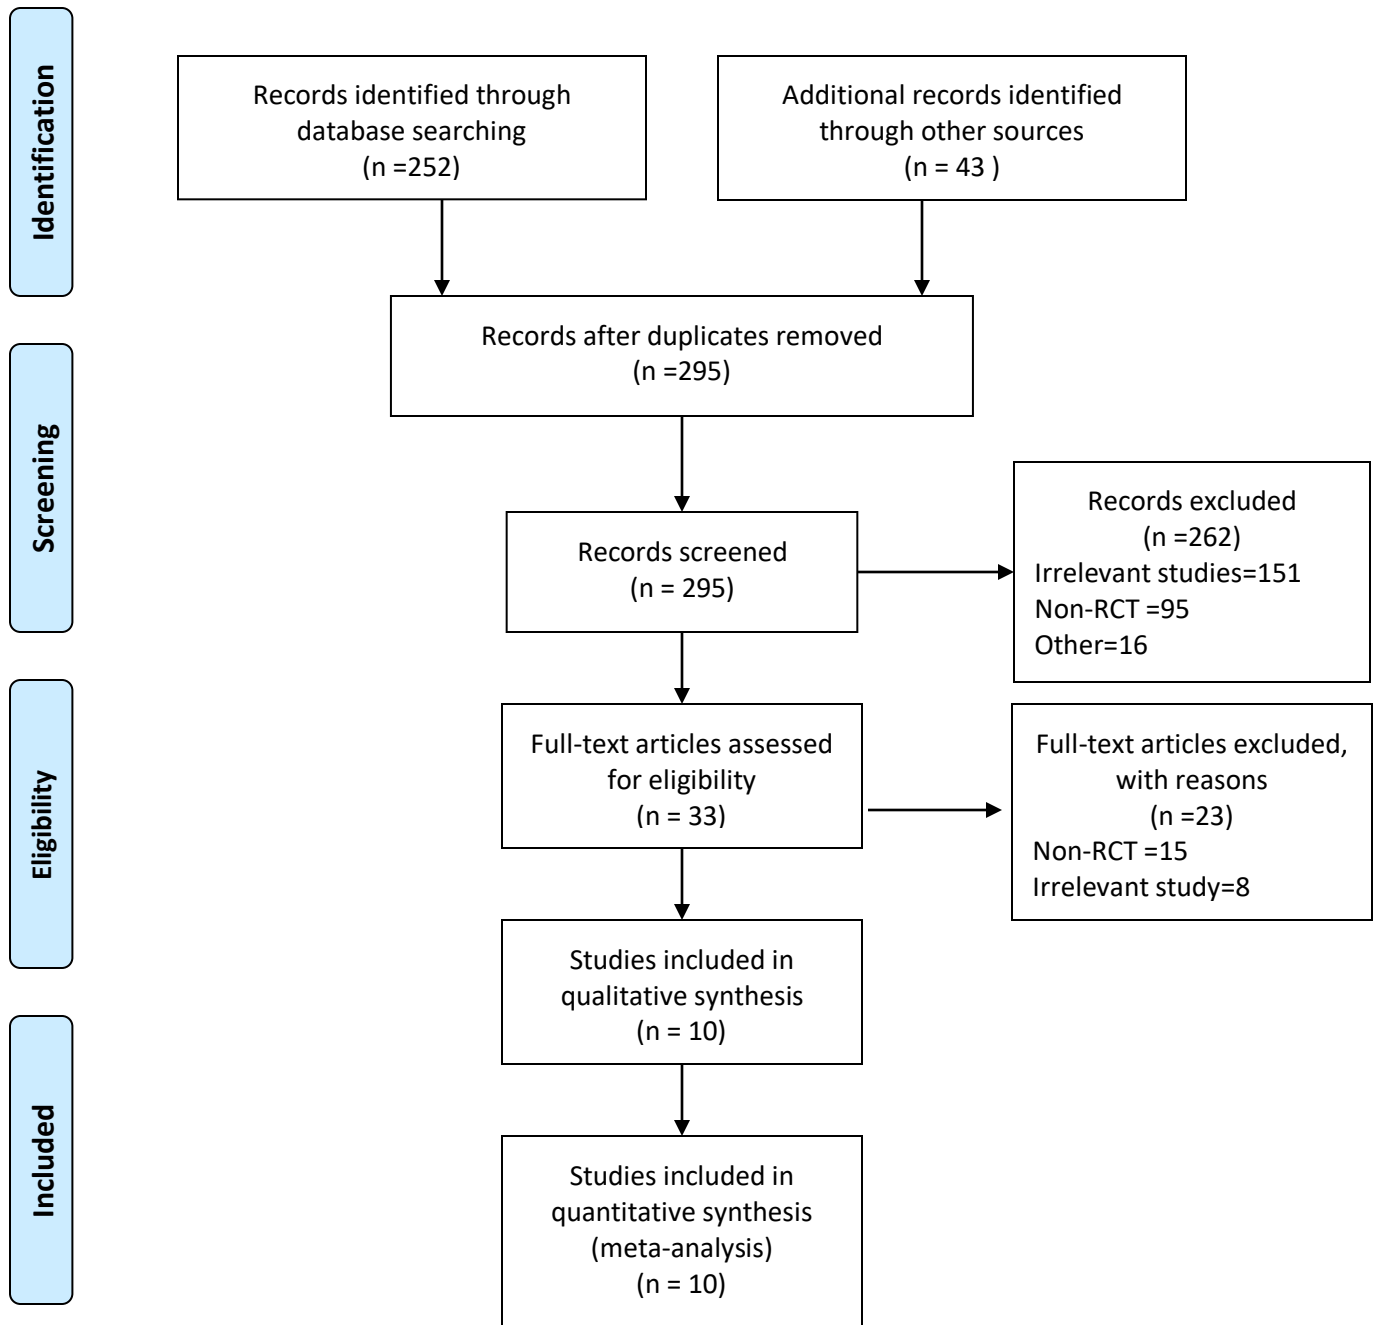 Identification
Records identified through
database searching
(n =252)
Additional records identified
through other sources
(n = 43 )
Records after duplicates removed
(n =295)
Screening
Records screened
(n = 295)
Records excluded
(n =262)
Irrelevant studies=151
Non-RCT =95
Other=16
Eligibility
Full-text articles assessed
for eligibility
(n = 33)
Full-text articles excluded,
with reasons
(n =23)
Non-RCT =15
Irrelevant study=8
Studies included in
qualitative synthesis
(n = 10)
Included
Studies included in
quantitative synthesis
(meta-analysis)
(n = 10)